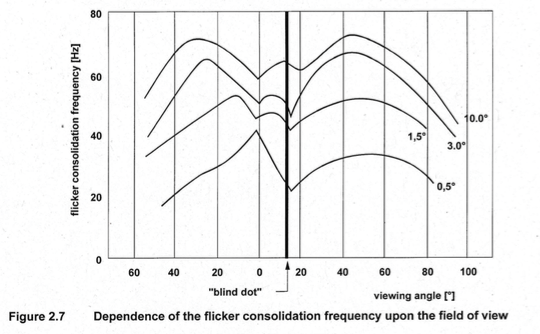 flicker consolidation frequency [Hz]
80
60
40
20
0
10.0°
1,5°
3.0°
0,5°
60 40 20 0 20 40 60 80 100
"blind dot"
viewing angle [°]
Figure 2.7 Dependence of the flicker consolidation frequency upon the field of view